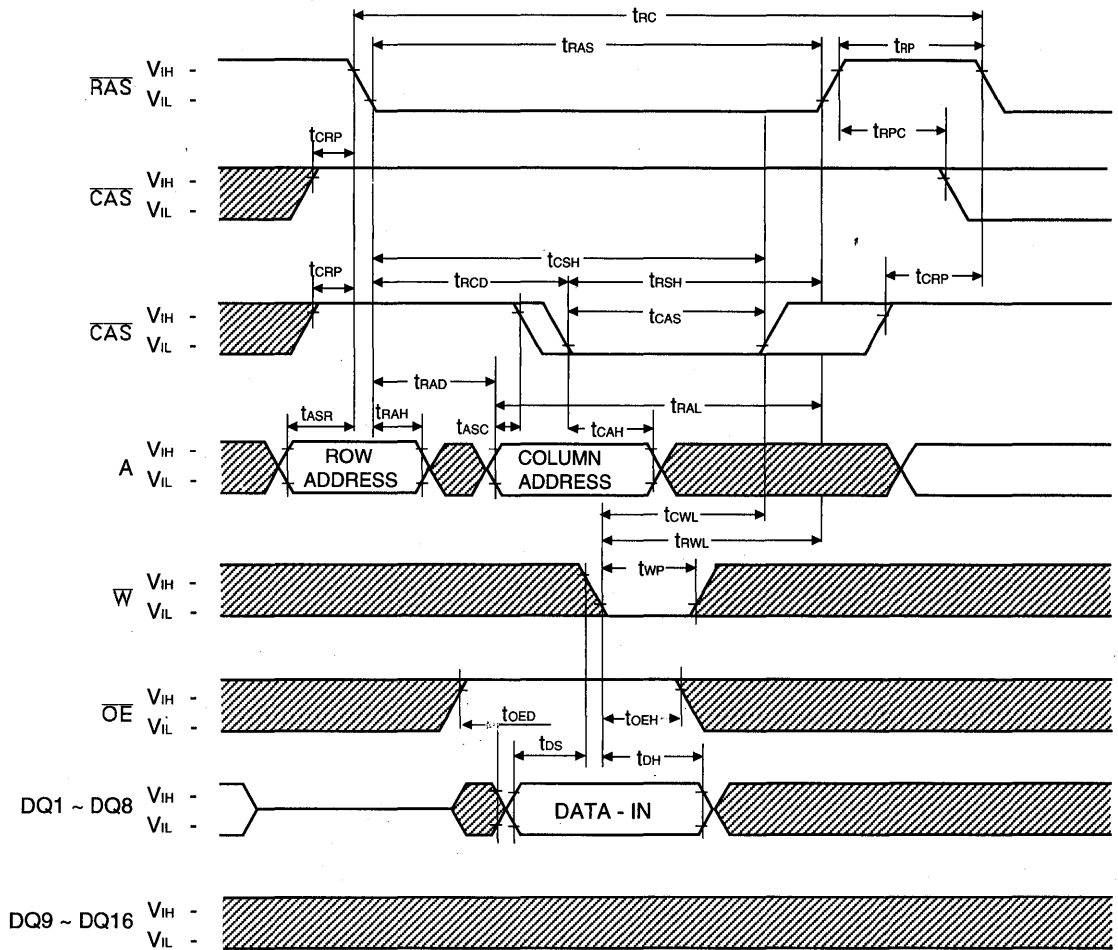 tRC
tRAS tRP
RAS VIH -
VIL -
tRPC
tCRP
CAS VIH -
VIL -
tCSH
tCRP tRCD tRSH tCRP
CAS VIH -
VIL -
tCAS
tRAD
tRAL
tASR tRAH tASC tCAH
A VIH -
VIL -
ROW ADDRESS
COLUMN ADDRESS
tCWL
tRWL
tWP
W VIH -
VIL -
OE VIH -
VIL -
tOED tOEH
tDS tDH
DQ1 ~ DQ8 VIH -
VIL -
DATA - IN
DQ9 ~ DQ16 VIH -
VIL -